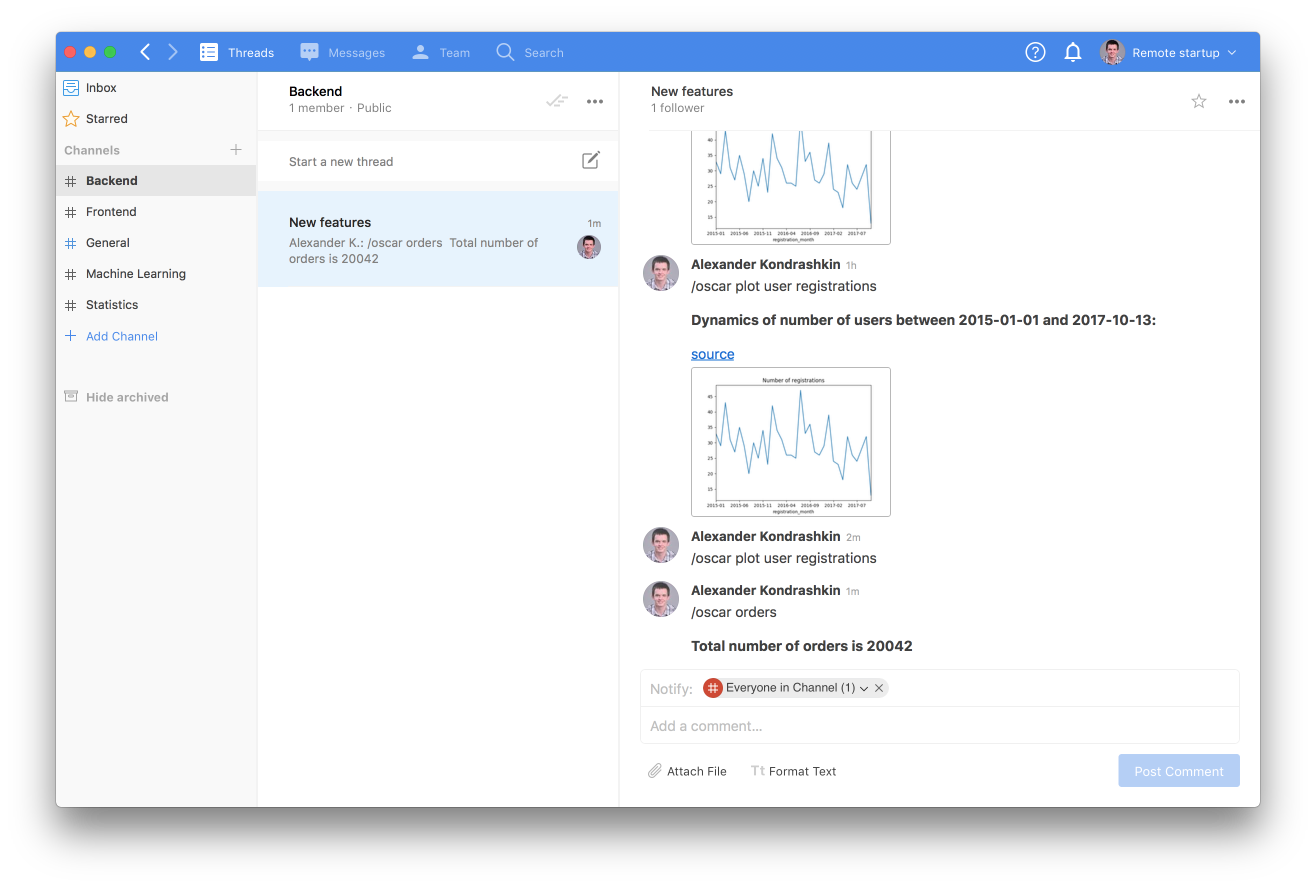 Threads
Messages
Team
Search
?
Remote startup
Inbox
Starred
Channels
# Backend
# Frontend
# General
# Machine Learning
# Statistics
+ Add Channel
Hide archived
Backend
1 member · Public
Start a new thread
New features
1m
Alexander K.: /oscar orders Total number of
orders is 20042
New features
1 follower
40
35
30
25
20
15
2015-01 2015-06 2015-11 2016-04 2016-09 2017-02 2017-07
registration_month
Alexander Kondrashkin 1h
/oscar plot user registrations
Dynamics of number of users between 2015-01-01 and 2017-10-13:
source
Number of registrations
45
40
35
30
25
20
15
2015-01 2015-06 2015-11 2016-04 2016-09 2017-02 2017-07
registration_month
Alexander Kondrashkin 2m
/oscar plot user registrations
Alexander Kondrashkin 1m
/oscar orders
Total number of orders is 20042
Notify: # Everyone in Channel (1)
Add a comment...
Attach File
Tt Format Text
Post Comment